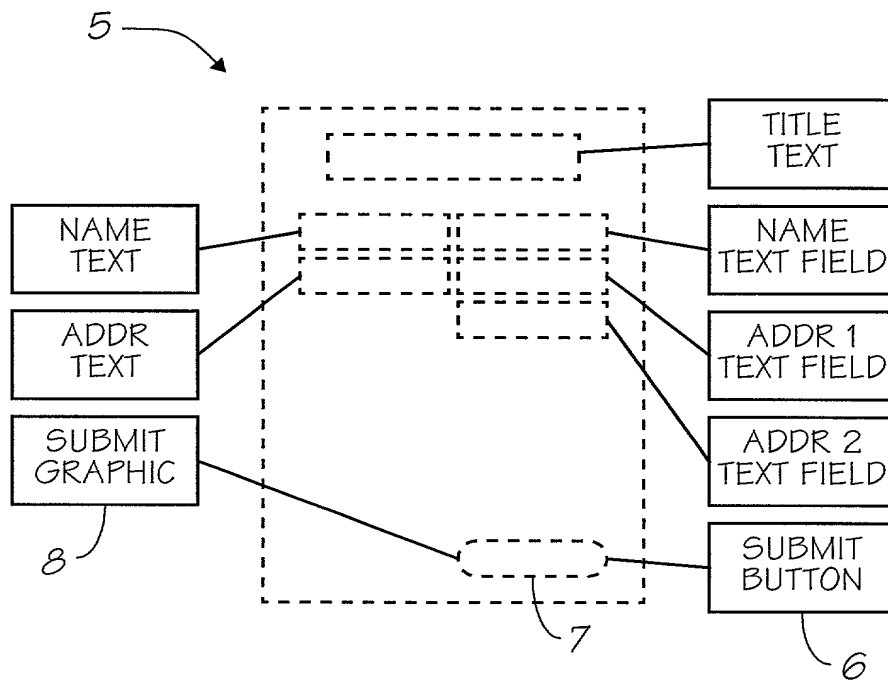 5
TITLE
TEXT
NAME
TEXT
NAME
TEXT FIELD
ADDR
TEXT
ADDR 1
TEXT FIELD
SUBMIT
GRAPHIC
ADDR 2
TEXT FIELD
SUBMIT
BUTTON
8
7
6